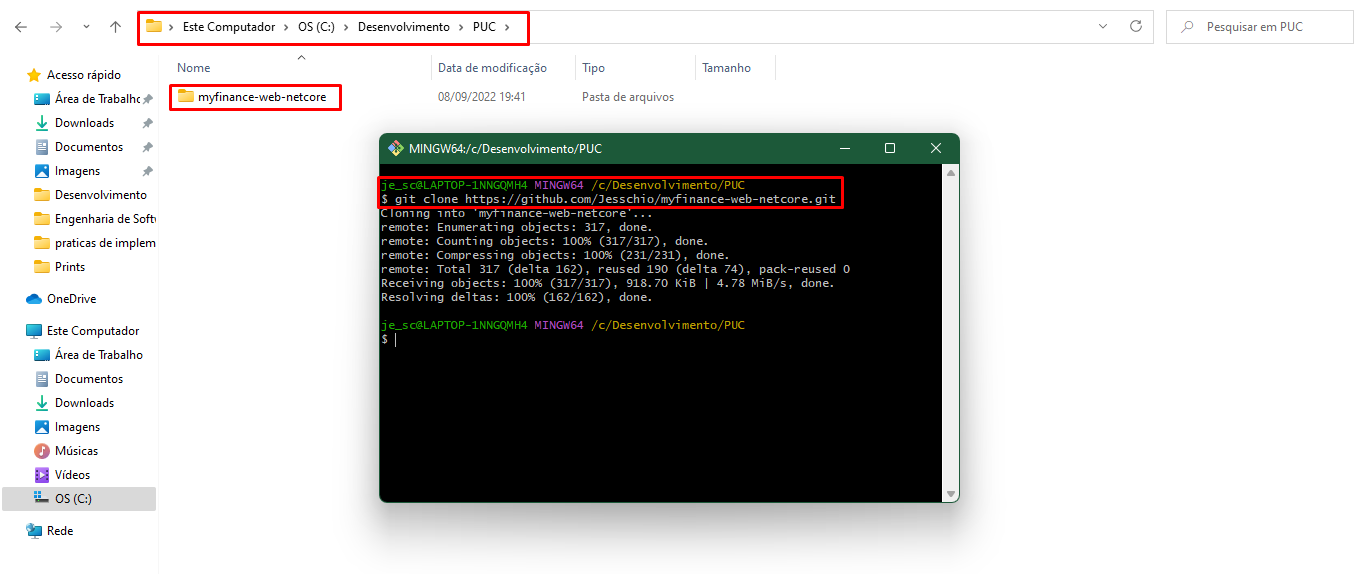 Este Computador > OS (C:) > Desenvolvimento > PUC >
Pesquisar em PUC
Acesso rápido
Área de Trabalhc
Downloads
Documentos
Imagens
Desenvolvimento
Engenharia de Softv
praticas de implem
Prints
OneDrive
Este Computador
Área de Trabalho
Documentos
Downloads
Imagens
Músicas
Vídeos
OS (C:)
Rede
Nome Data de modificação Tipo Tamanho
myfinance-web-netcore 08/09/2022 19:41 Pasta de arquivos
MINGW64:/c/Desenvolvimento/PUC
je_sc@LAPTOP-1NNGQMH4 MINGW64 /c/Desenvolvimento/PUC
$ git clone https://github.com/Jesschio/myfinance-web-netcore.git
Cloning into 'myfinance-web-netcore'...
remote: Enumerating objects: 317, done.
remote: Counting objects: 100% (317/317), done.
remote: Compressing objects: 100% (231/231), done.
remote: Total 317 (delta 162), reused 190 (delta 74), pack-reused 0
Receiving objects: 100% (317/317), 918.70 KiB | 4.78 MiB/s, done.
Resolving deltas: 100% (162/162), done.
je_sc@LAPTOP-1NNGQMH4 MINGW64 /c/Desenvolvimento/PUC
$